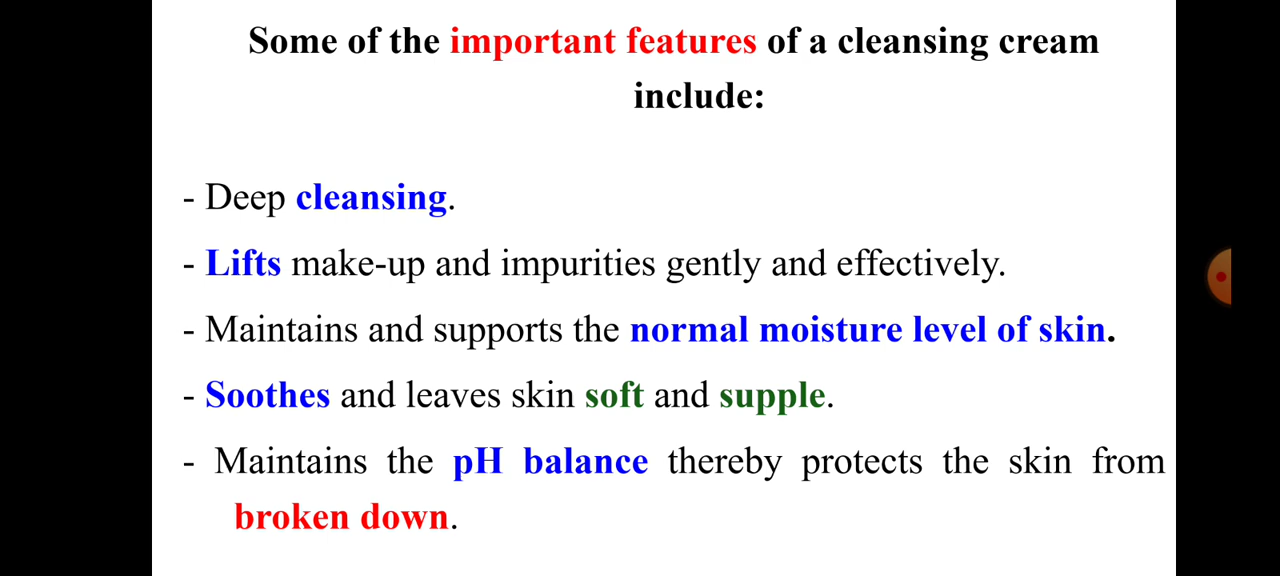 Some of the important features of a cleansing cream
include:
- Deep cleansing.
- Lifts make-up and impurities gently and effectively.
- Maintains and supports the normal moisture level of skin.
- Soothes and leaves skin soft and supple.
- Maintains the pH balance thereby protects the skin from
broken down.